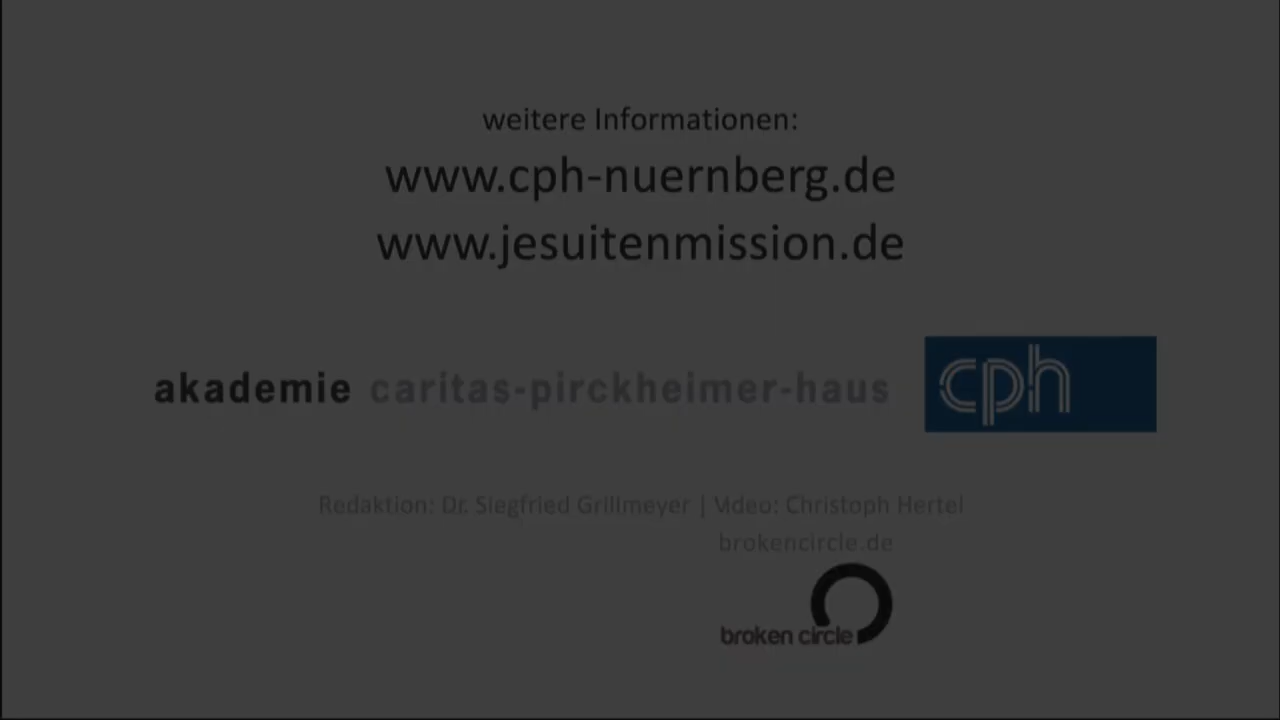 weitere Informationen:
www.cph-nuernberg.de
www.jesuitenmission.de
akademie caritas-pirckheimer-haus
cph
Redaktion: Dr. Siegfried Grillmeyer | Video: Christoph Hertel
brokencircle.de
broken circle